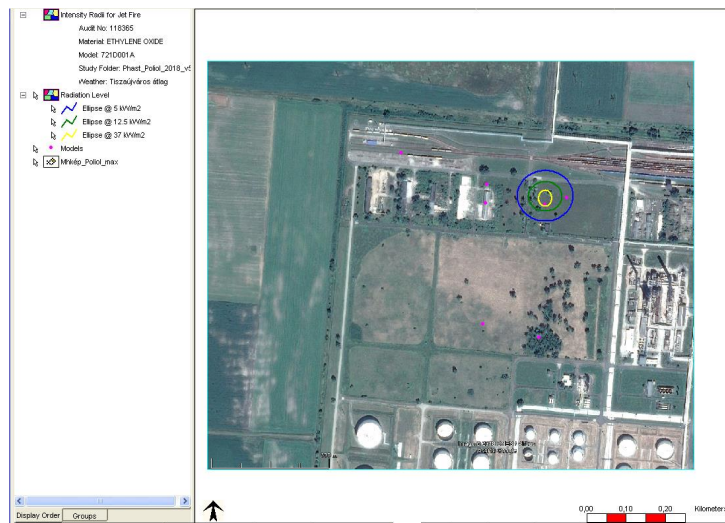 Intensity Radii for Jet Fire
Audit No: 118365
Material: ETHYLENE OXIDE
Model: 721D001A
Study Folder: Phast_Poliol_2018_v
Weather: Tiszaújváros átlag
Radiation Level
Ellipse @ 5 kW/m2
Ellipse @ 12.5 kW/m2
Ellipse @ 37 kW/m2
Models
Mhkép_Poliol_max
Display Order
Groups
0,00 0,10 0,20 Kilometer